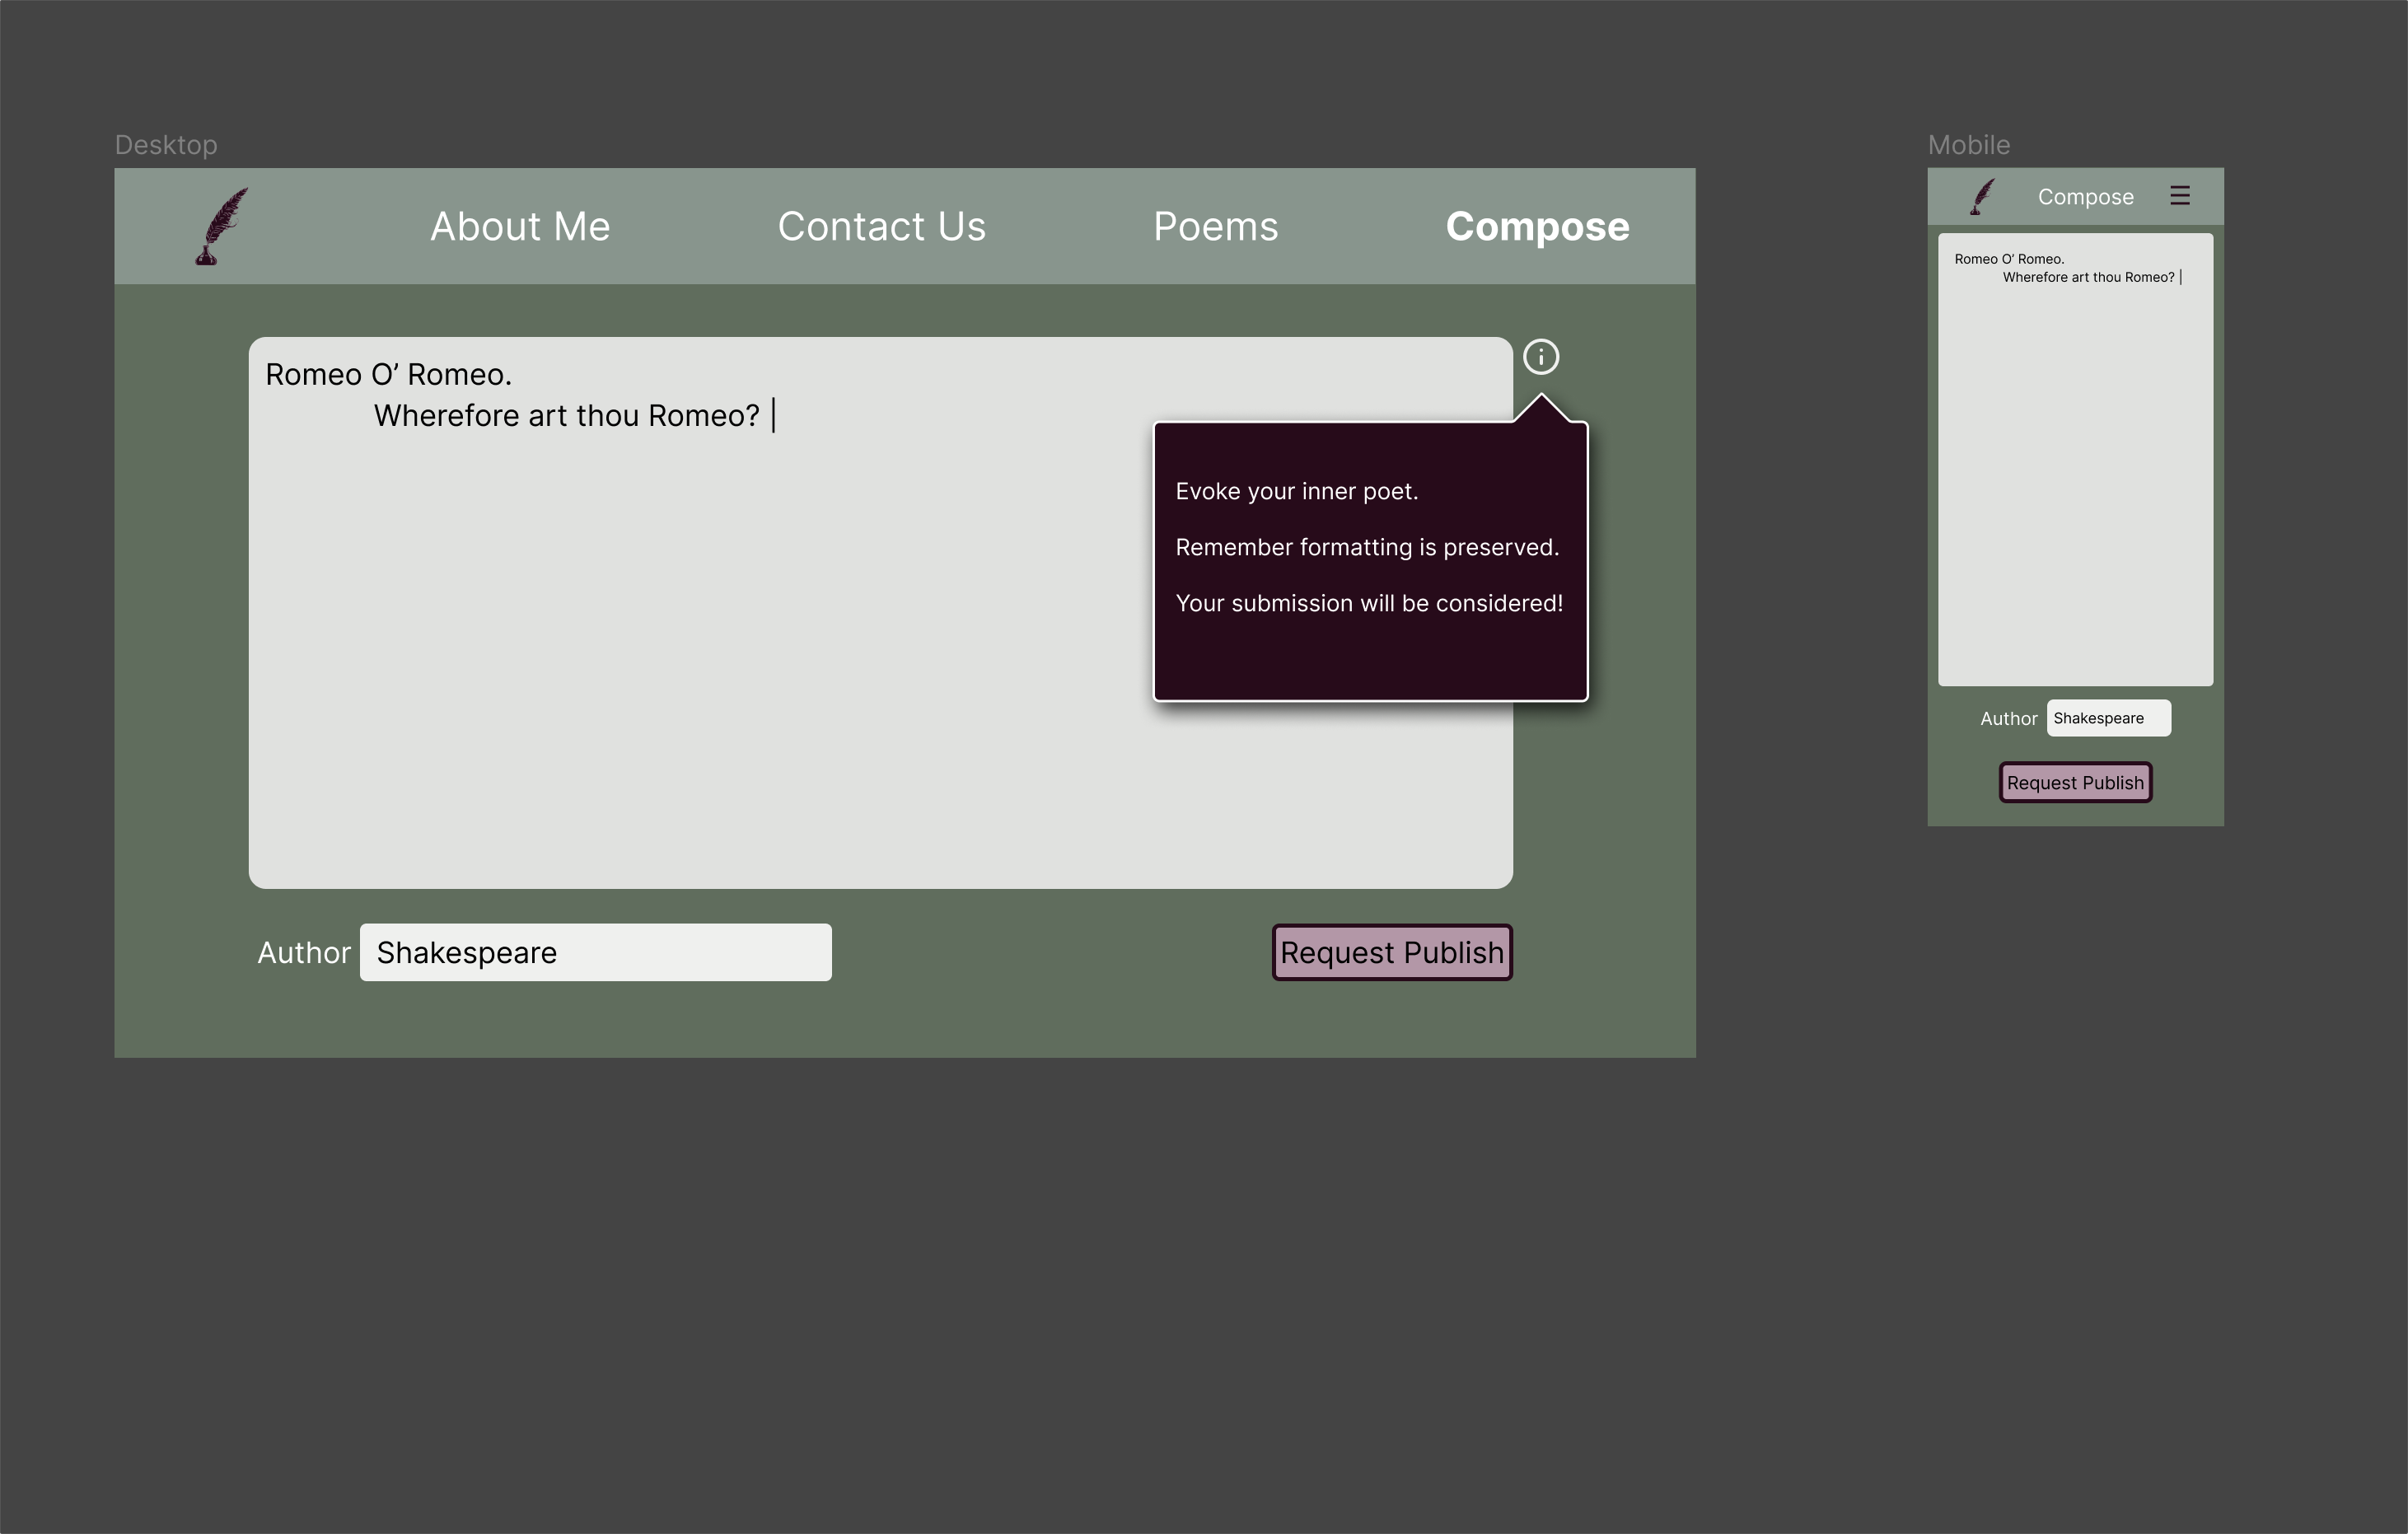 Desktop
About Me
Contact Us
Poems
Compose
Romeo O’ Romeo.
Wherefore art thou Romeo? |
Evoke your inner poet.
Remember formatting is preserved.
Your submission will be considered!
Author
Shakespeare
Request Publish
Mobile
Compose
Romeo O’ Romeo.
Wherefore art thou Romeo? |
Author
Shakespeare
Request Publish